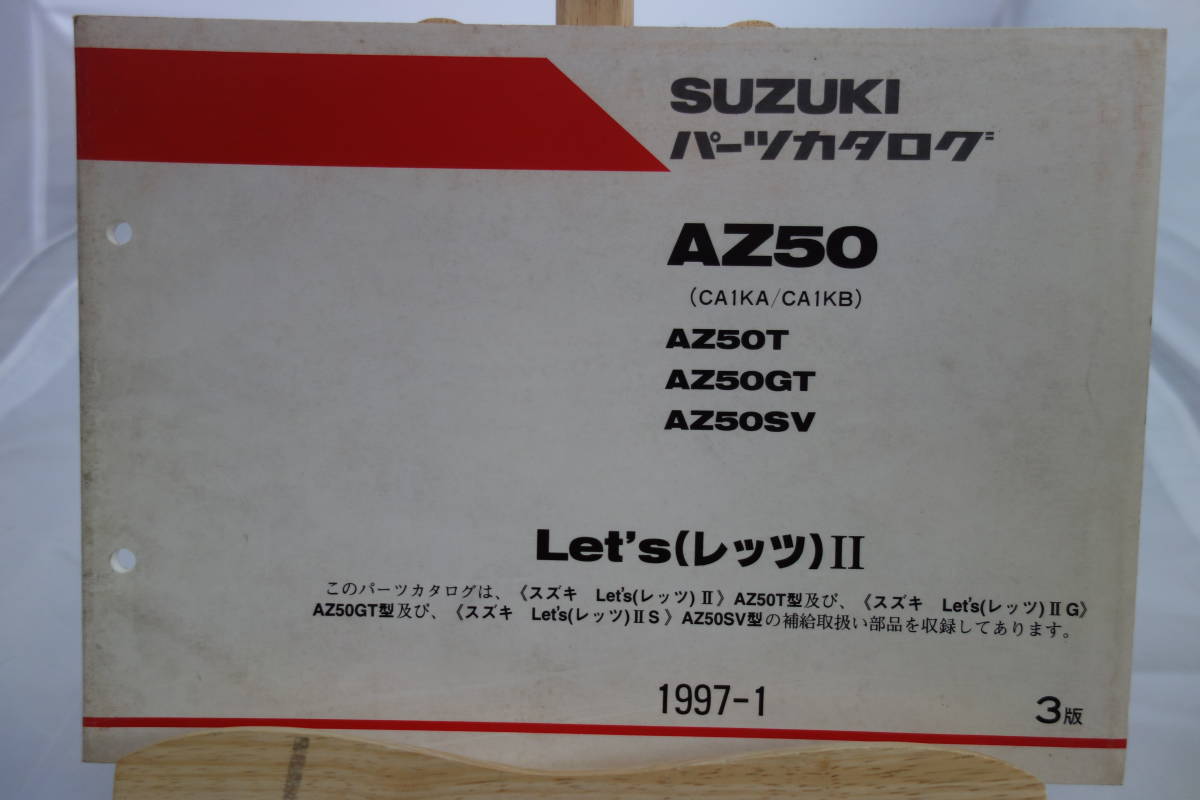 SUZUKI
パーツカタログ
AZ50
(CA1KA/CA1KB)
AZ50T
AZ50GT
AZ50SV
Let's(レッツ)II
このパーツカタログは、《スズキ Let's(レッツ)II》AZ50T型及び、《スズキ Let's(レッツ)II G》
AZ50GT型及び、《スズキ Let's(レッツ)II S》AZ50SV型の補給取扱い部品を収録してあります。
1997-1
3版